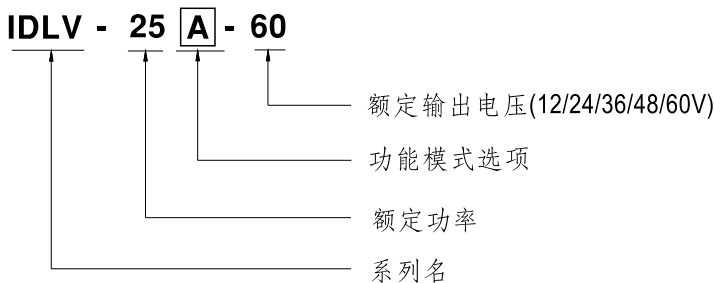 IDLV - 25 A - 60
额定输出电压(12/24/36/48/60V)
功能模式选项
额定功率
系列名